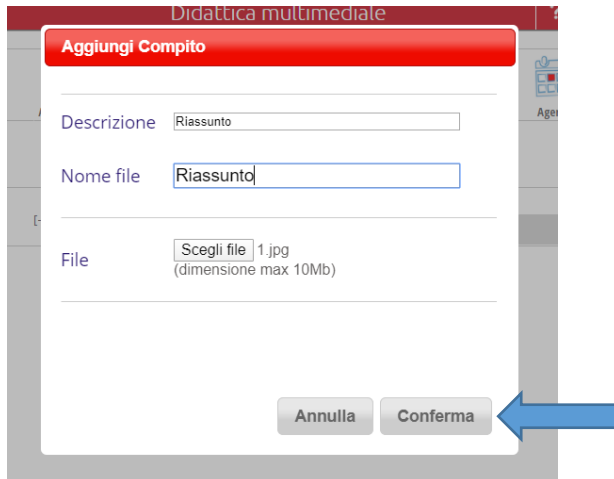 Didattica multimediale
?
Aggiungi Compito
Descrizione Riassunto
Nome file Riassunto
File Scegli file 1.jpg
(dimensione max 10Mb)
Annulla Conferma